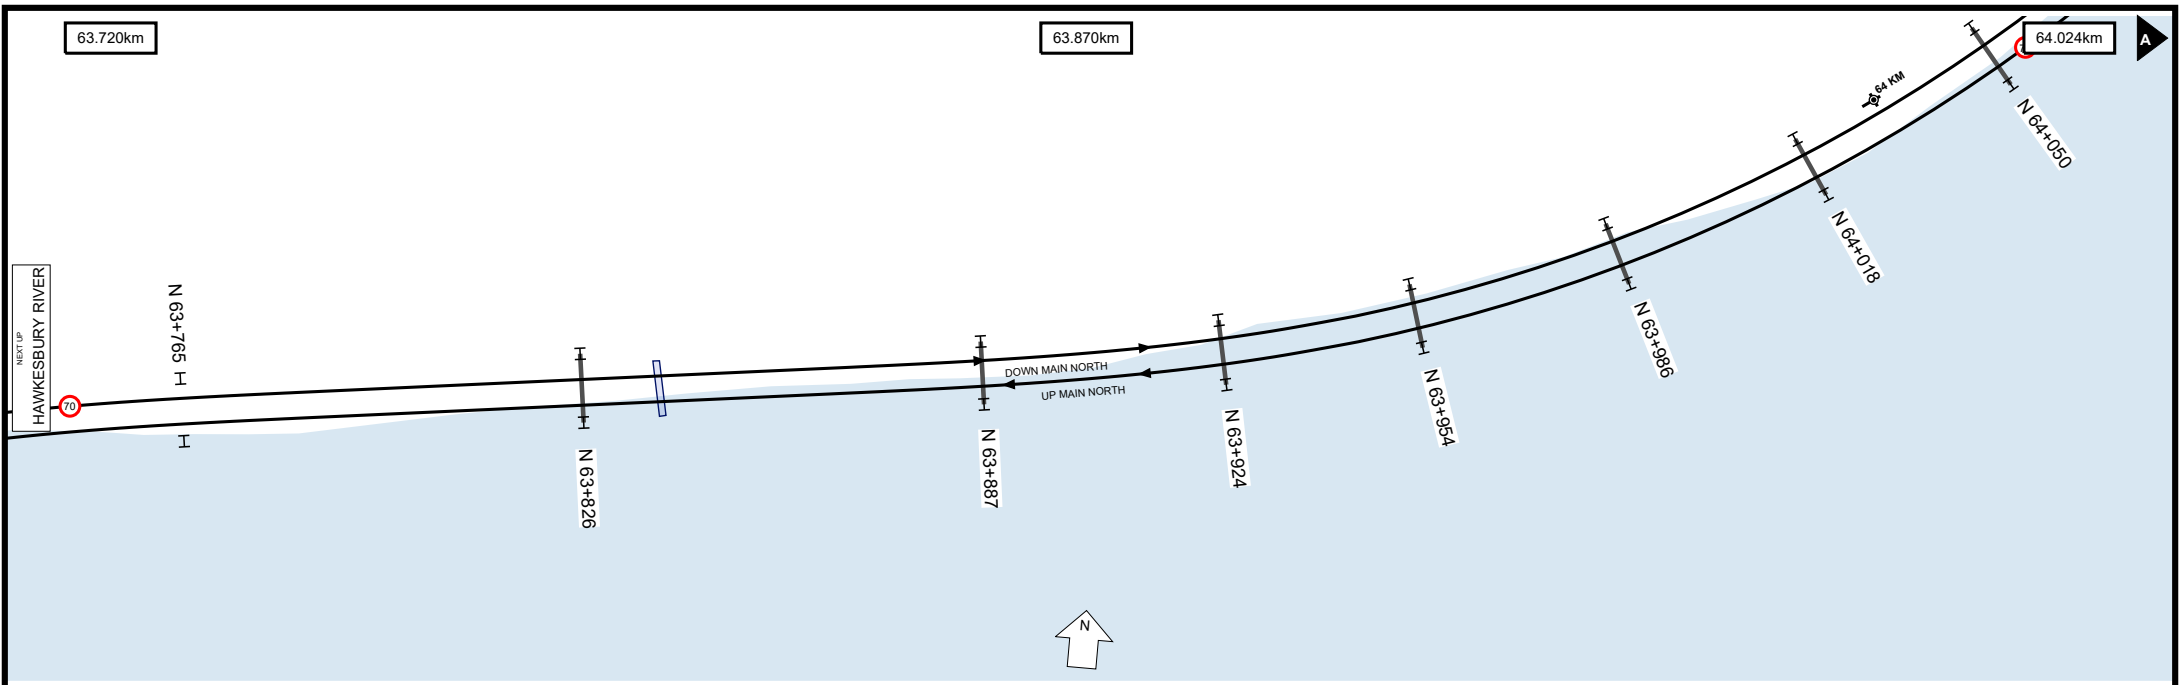 63.720km
63.870km
64.024km
A
64 KM
N 64+050
N 64+018
N 63+986
N 63+954
N 63+924
N 63+887
N 63+826
N 63+765
NEXT UP
HAWKESBURY RIVER
70
DOWN MAIN NORTH
UP MAIN NORTH
N